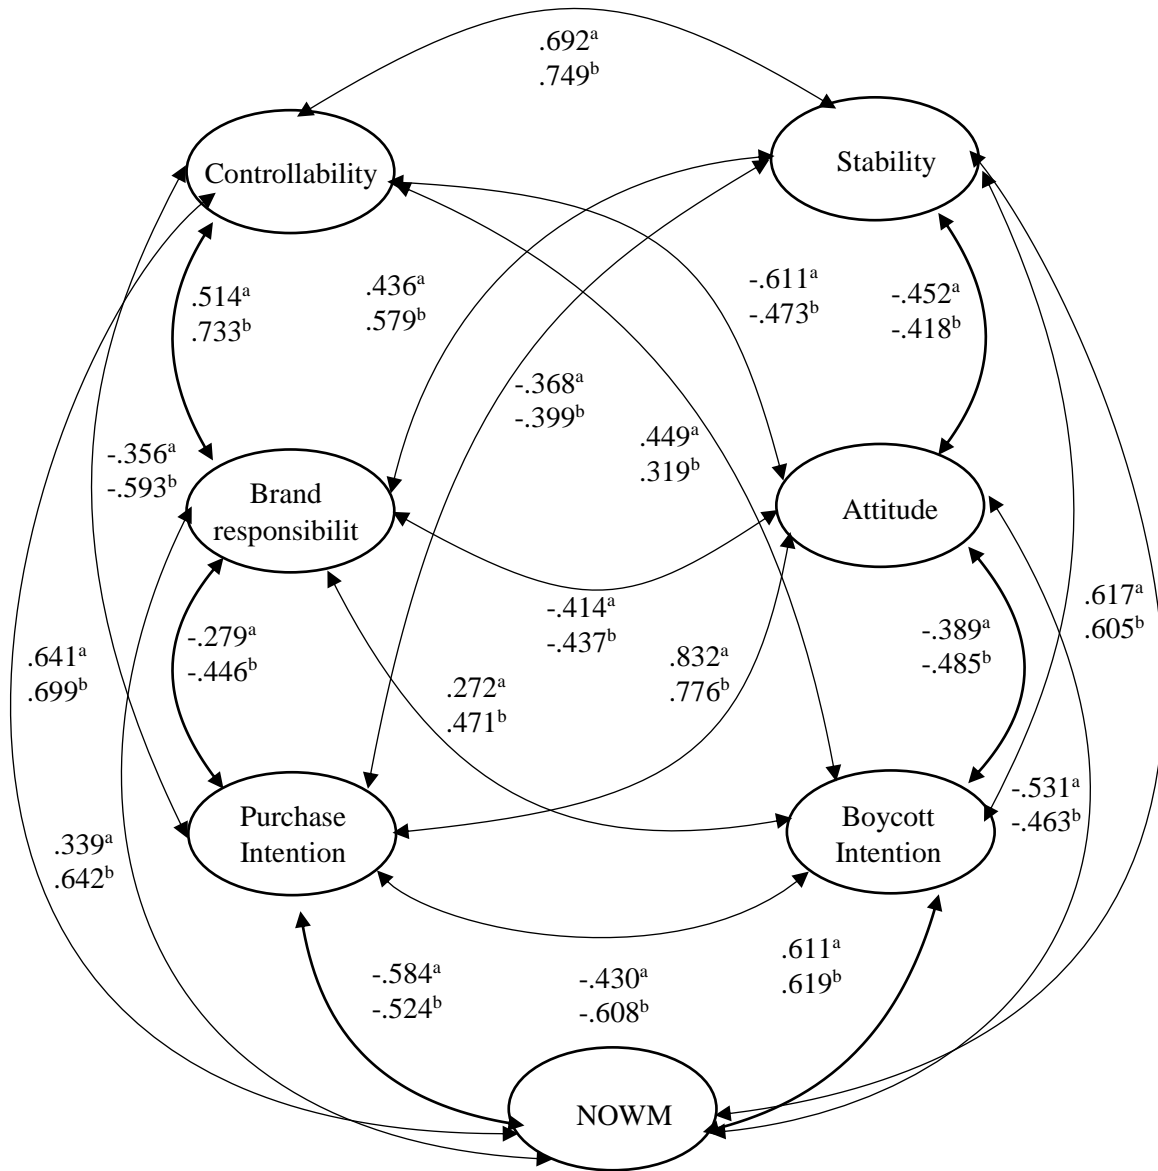 .692ᵃ
.749ᵇ
Controllability
Stability
.514ᵃ
.733ᵇ
.436ᵃ
.579ᵇ
-.611ᵃ
-.473ᵇ
-.452ᵃ
-.418ᵇ
-.368ᵃ
-.399ᵇ
-.356ᵃ
-.593ᵇ
.449ᵃ
.319ᵇ
Brand
responsibilit
Attitude
-.414ᵃ
-.437ᵇ
.617ᵃ
.605ᵇ
-.279ᵃ
-.446ᵇ
-.389ᵃ
-.485ᵇ
.641ᵃ
.699ᵇ
.832ᵃ
.776ᵇ
.272ᵃ
.471ᵇ
Purchase
Intention
Boycott
Intention
-.531ᵃ
-.463ᵇ
.339ᵃ
.642ᵇ
-.584ᵃ
-.524ᵇ
-.430ᵃ
-.608ᵇ
.611ᵃ
.619ᵇ
NOWM